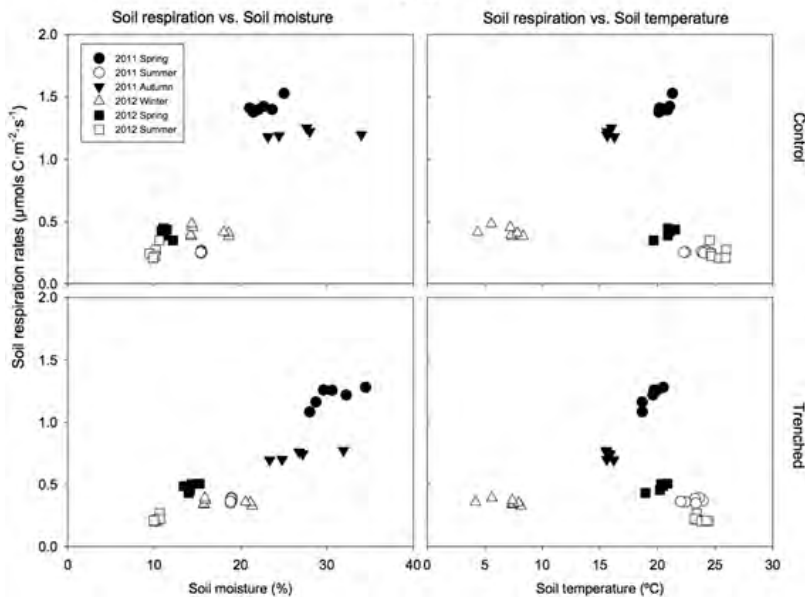 Soil respiration vs. Soil moisture
Soil respiration vs. Soil temperature
2.0
1.5
1.0
0.5
0.0
2011 Spring
2011 Summer
2011 Autumn
2012 Winter
2012 Spring
2012 Summer
Control
Soil respiration rates (μmols C·m⁻²·s⁻¹)
2.0
1.5
1.0
0.5
0.0
Trenched
0 10 20 30 40
0 5 10 15 20 25 30
Soil moisture (%)
Soil temperature (ºC)